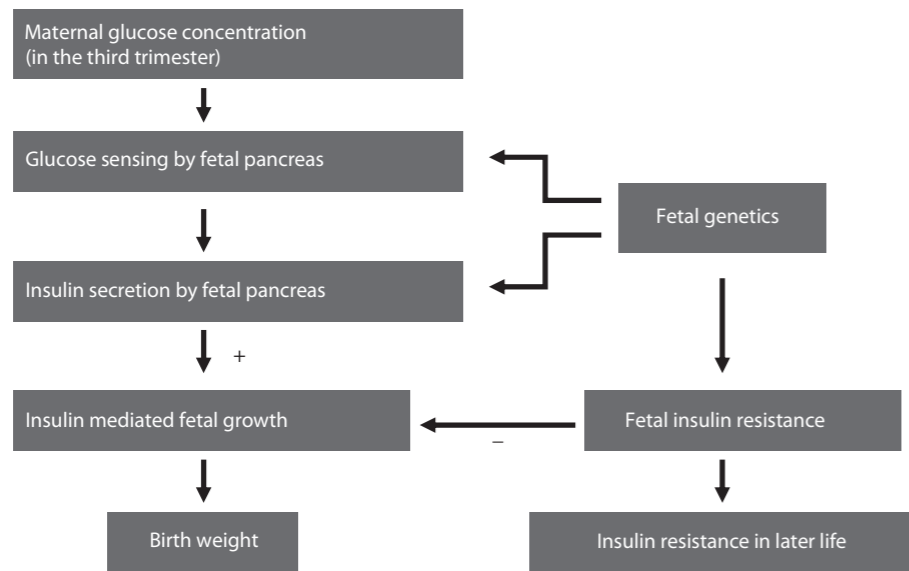 Maternal glucose concentration
(in the third trimester)
Glucose sensing by fetal pancreas
Fetal genetics
Insulin secretion by fetal pancreas
+
Insulin mediated fetal growth
Fetal insulin resistance
–
Birth weight
Insulin resistance in later life